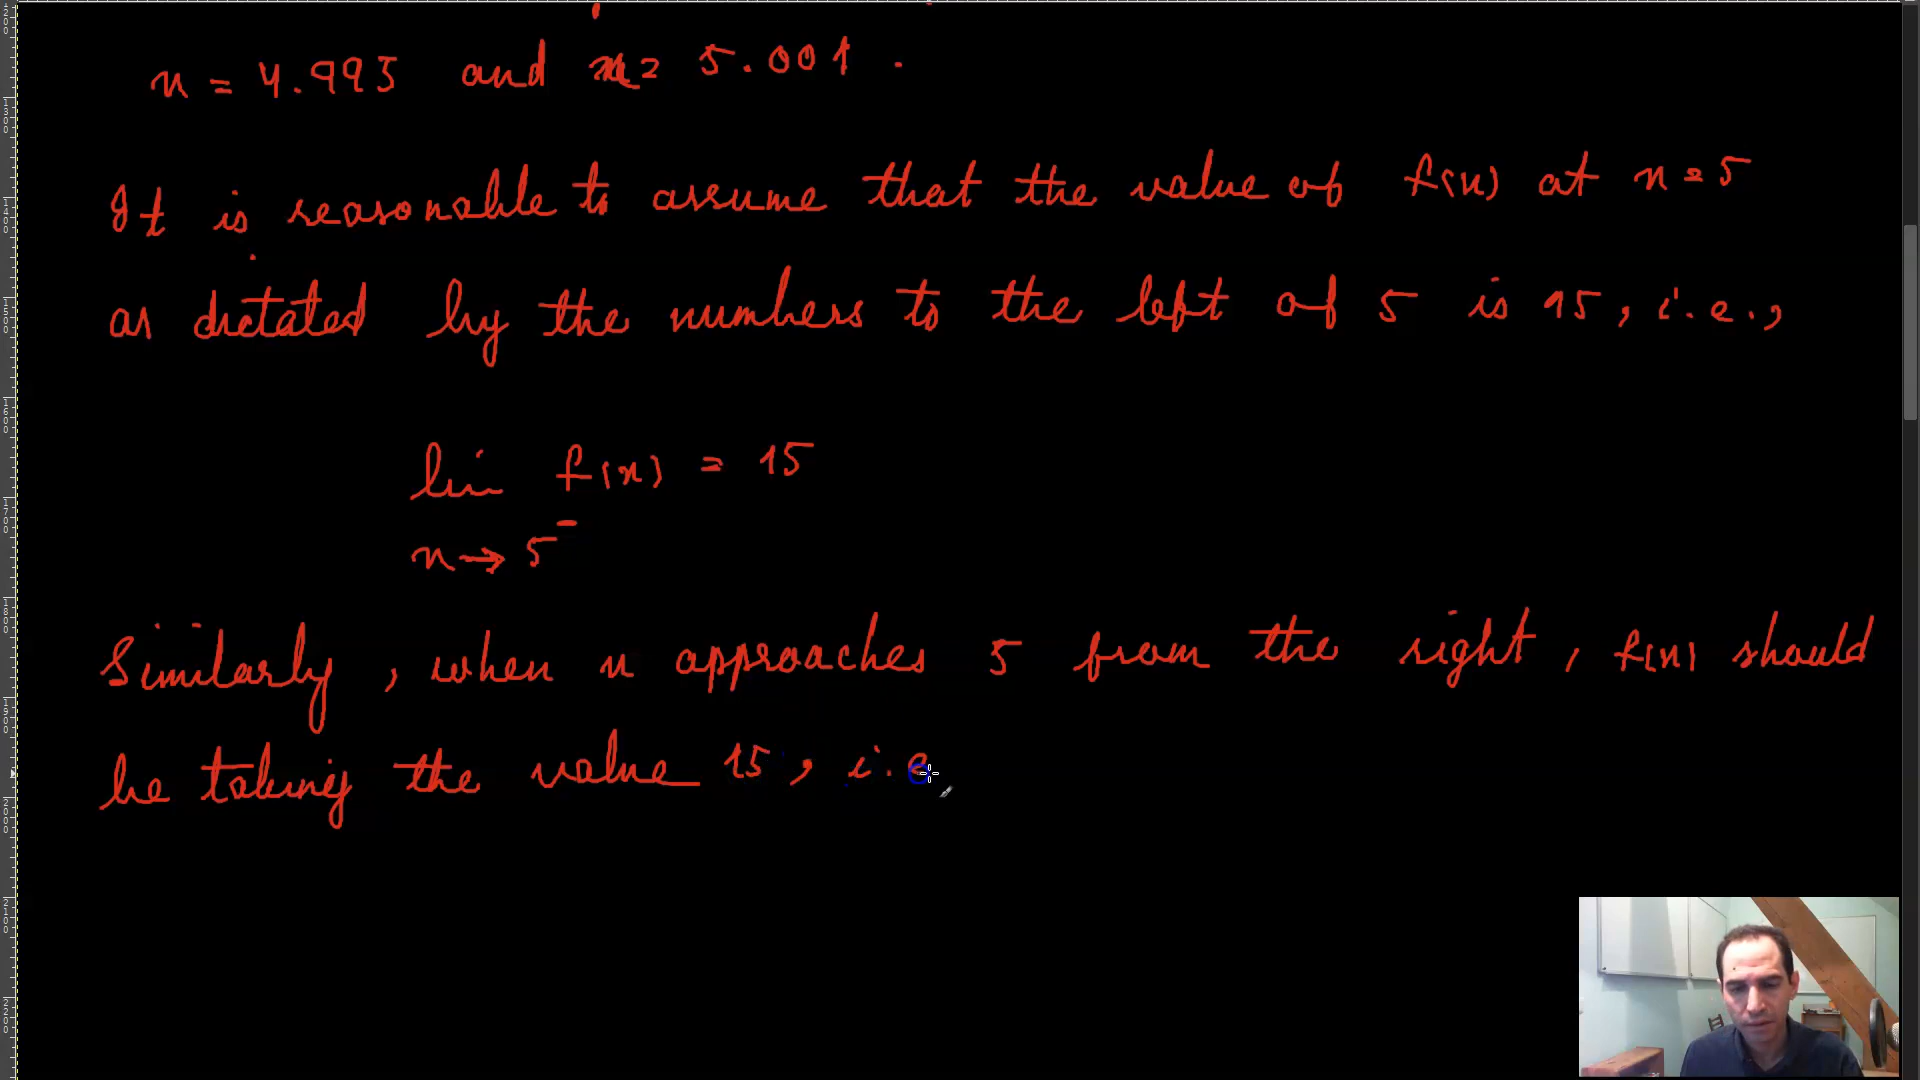 x = 4.995 and x = 5.001 .
It is reasonable to assume that the value of f(x) at x = 5
as dictated by the numbers to the left of 5 is 15, i.e.,
lim f(x) = 15
x → 5⁻
Similarly, when x approaches 5 from the right, f(x) should
be taking the value 15, i.e